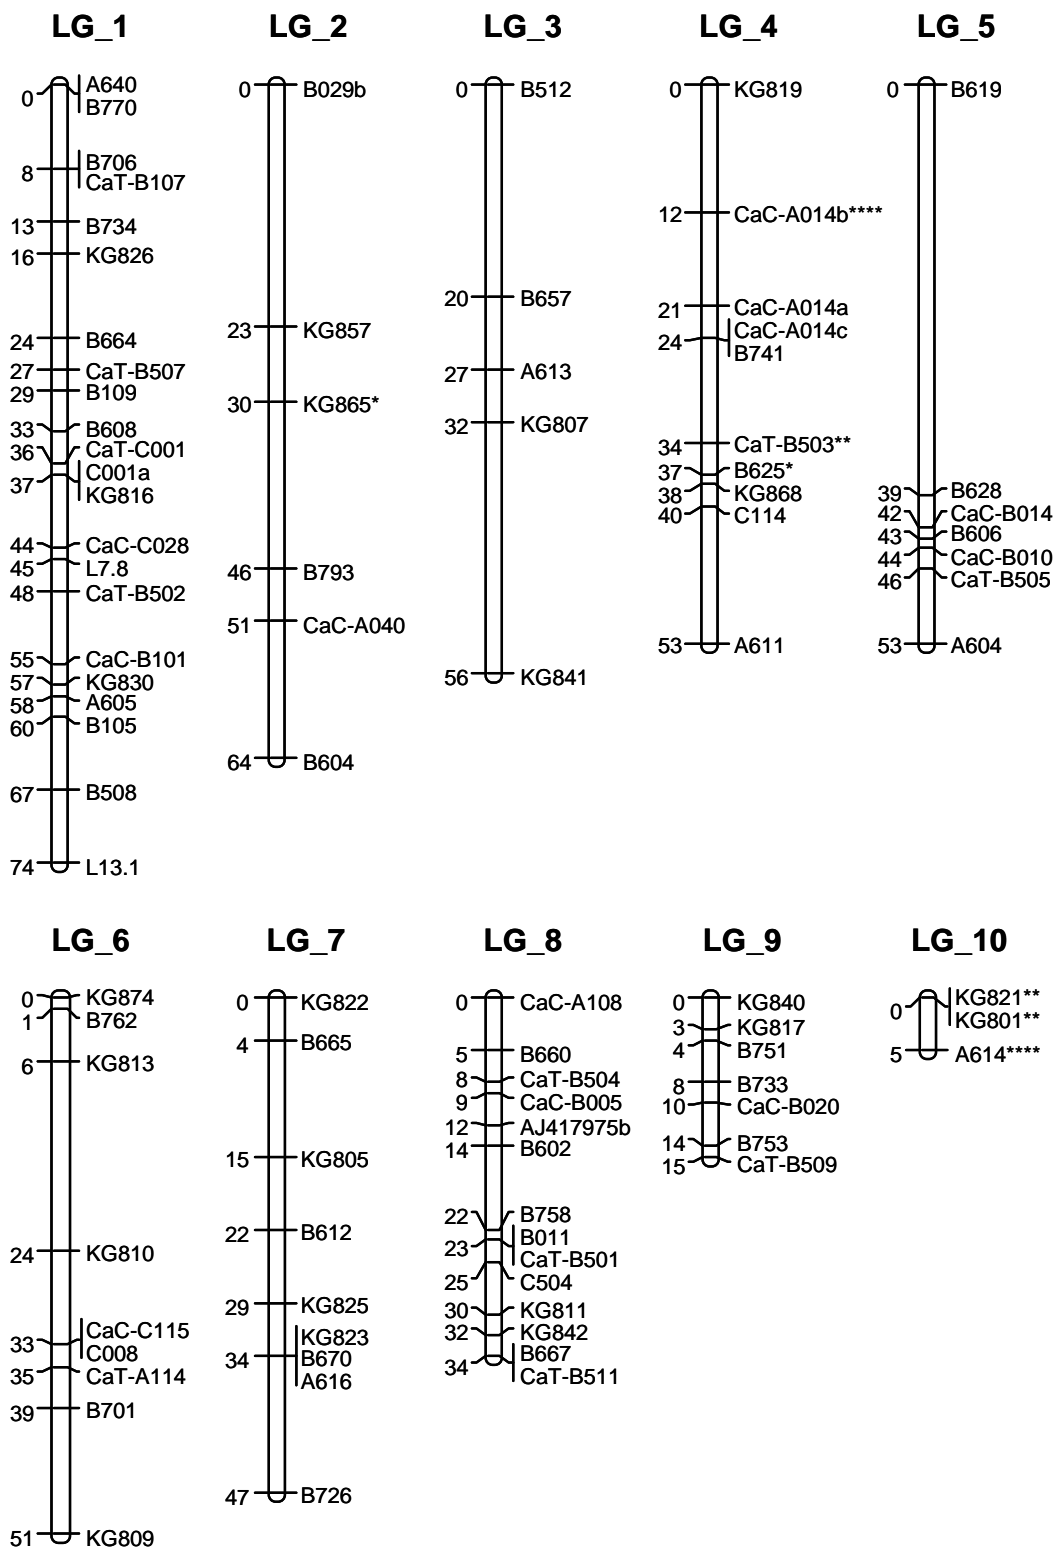 LG_1
0 A640
B770
8 B706
CaT-B107
13 B734
16 KG826
24 B664
27 CaT-B507
29 B109
33 B608
36 CaT-C001
37 C001a
KG816
44 CaC-C028
45 L7.8
48 CaT-B502
55 CaC-B101
57 KG830
58 A605
60 B105
67 B508
74 L13.1
LG_2
0 B029b
23 KG857
30 KG865*
46 B793
51 CaC-A040
64 B604
LG_3
0 B512
20 B657
27 A613
32 KG807
56 KG841
LG_4
0 KG819
12 CaC-A014b****
21 CaC-A014a
24 CaC-A014c
B741
34 CaT-B503**
37 B625*
38 KG868
40 C114
53 A611
LG_5
0 B619
39 B628
42 CaC-B014
43 B606
44 CaC-B010
46 CaT-B505
53 A604
LG_6
0 KG874
1 B762
6 KG813
24 KG810
33 CaC-C115
C008
35 CaT-A114
39 B701
51 KG809
LG_7
0 KG822
4 B665
15 KG805
22 B612
29 KG825
34 KG823
B670
A616
47 B726
LG_8
0 CaC-A108
5 B660
8 CaT-B504
9 CaC-B005
12 AJ417975b
14 B602
22 B758
23 B011
CaT-B501
25 C504
30 KG811
32 KG842
34 B667
CaT-B511
LG_9
0 KG840
3 KG817
4 B751
8 B733
10 CaC-B020
14 B753
15 CaT-B509
LG_10
0 KG821**
KG801**
5 A614****